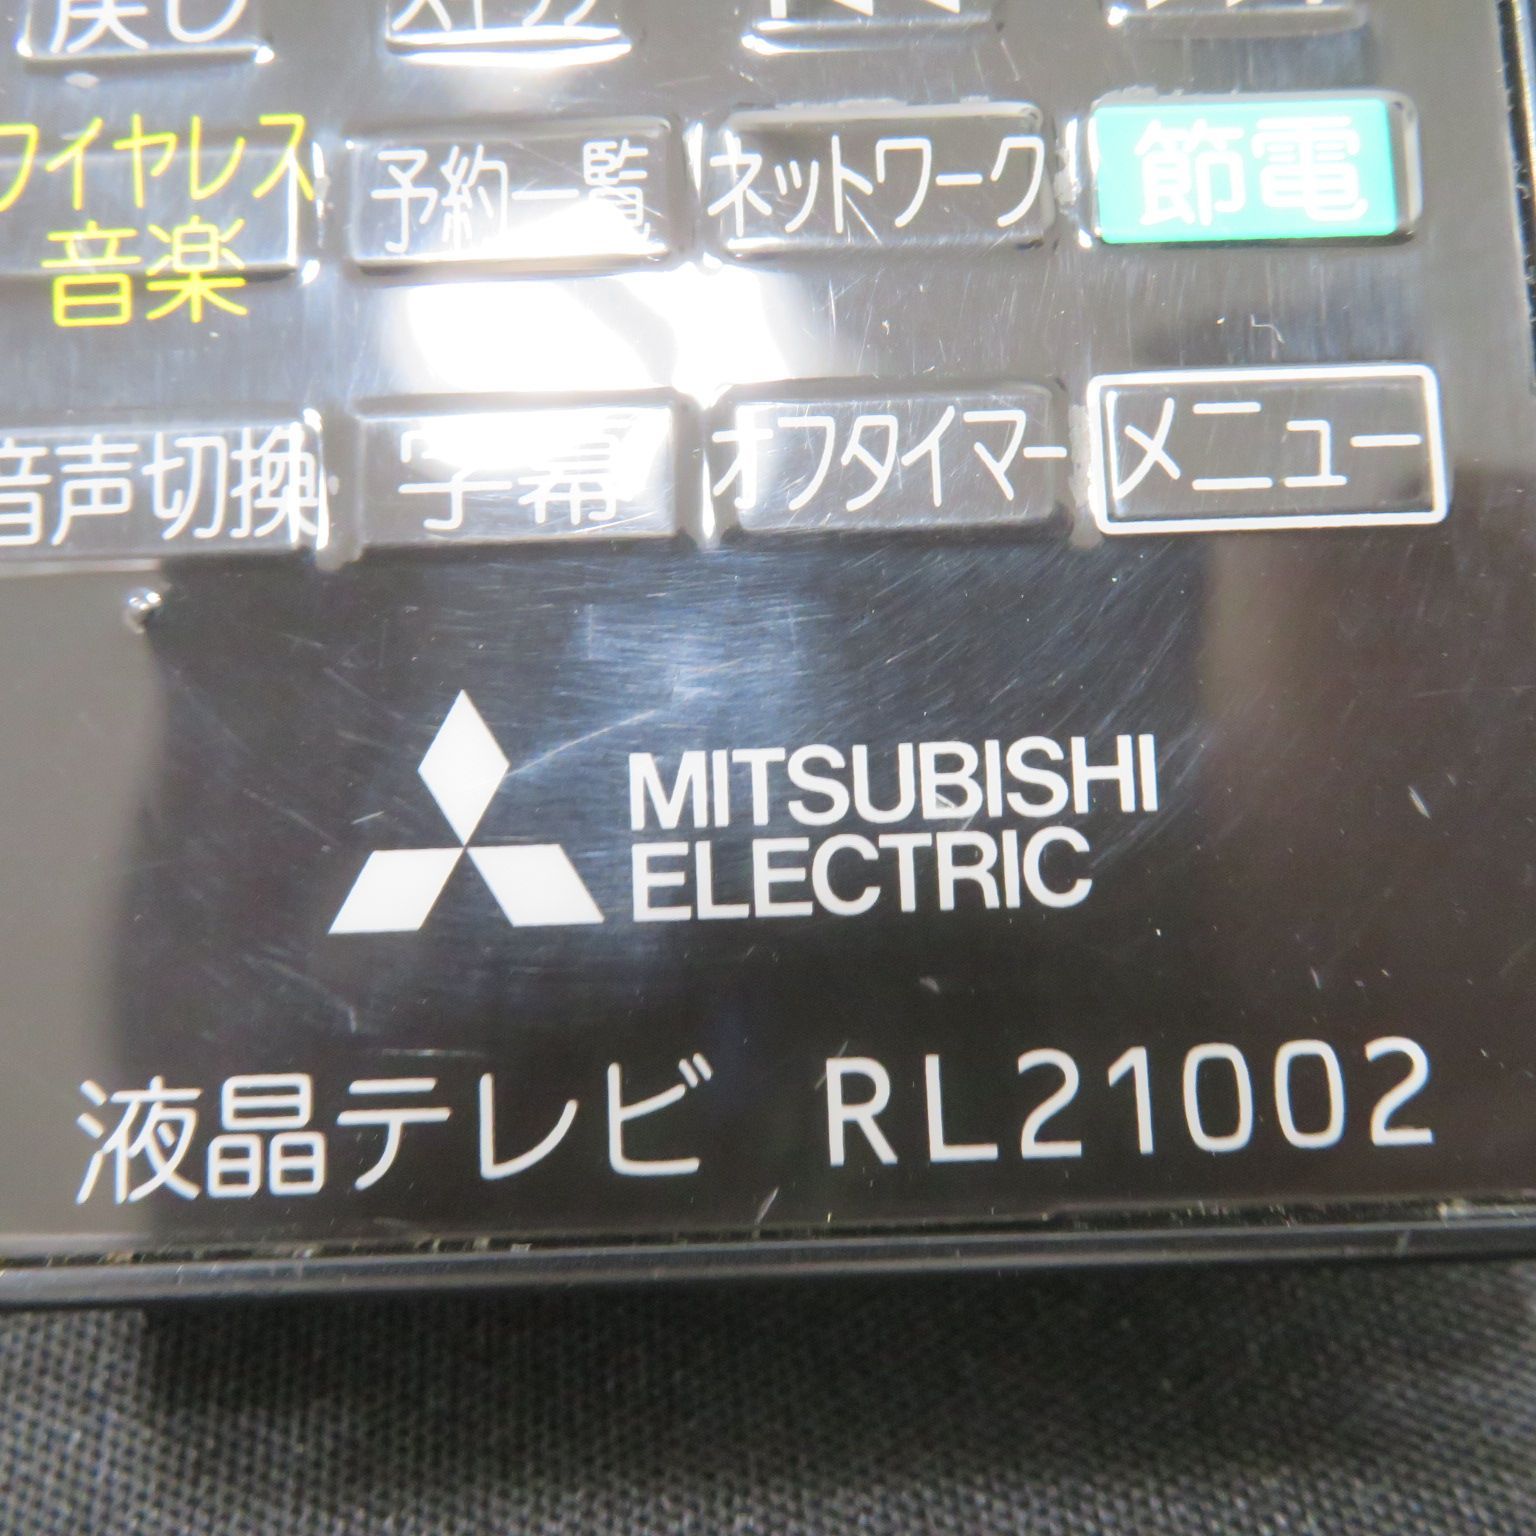 戻し
ワイヤレス
音楽
予約一覧
ネットワーク
節電
音声切換
字幕
オフタイマー
メニュー
MITSUBISHI
ELECTRIC
液晶テレビ RL21002